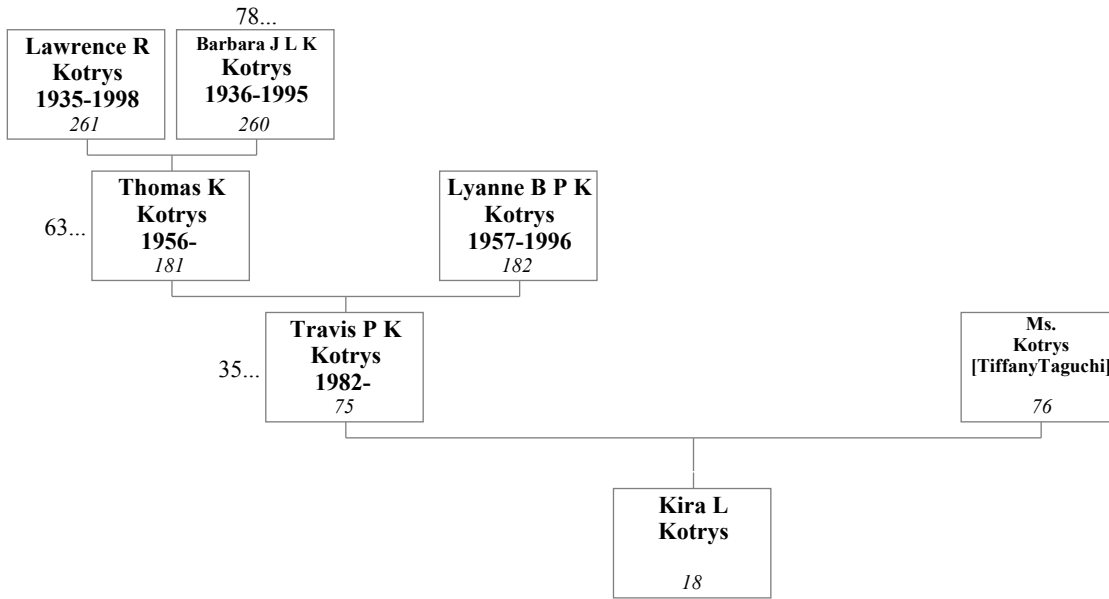 78...
Lawrence R
Kotrys
1935-1998
261
Barbara J L K
Kotrys
1936-1995
260
63...
Thomas K
Kotrys
1956-
181
Lyanne B P K
Kotrys
1957-1996
182
35...
Travis P K
Kotrys
1982-
75
Ms.
Kotrys
[TiffanyTaguchi]
76
Kira L
Kotrys
18